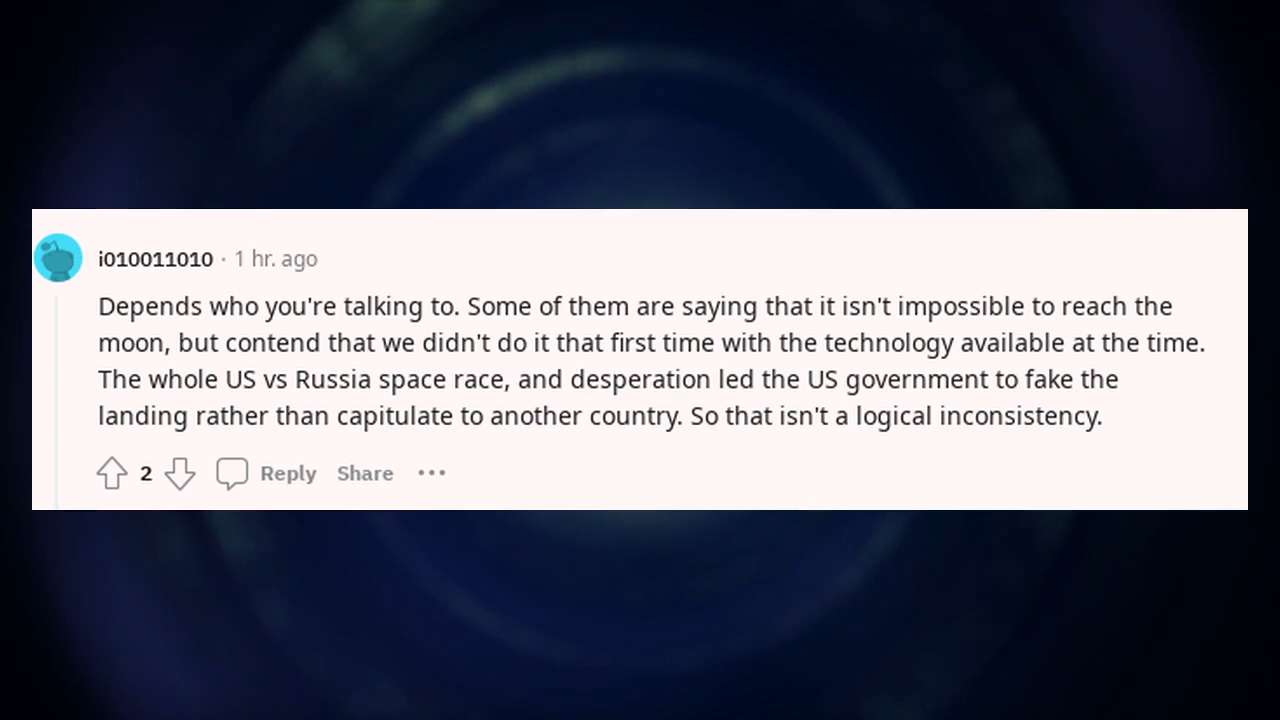 i010011010 · 1 hr. ago
Depends who you're talking to. Some of them are saying that it isn't impossible to reach the
moon, but contend that we didn't do it that first time with the technology available at the time.
The whole US vs Russia space race, and desperation led the US government to fake the
landing rather than capitulate to another country. So that isn't a logical inconsistency.
2 Reply Share ···